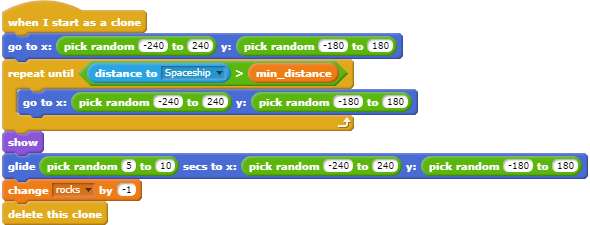 when I start as a clone
go to x: pick random -240 to 240 y: pick random -180 to 180
repeat until distance to Spaceship > min_distance
go to x: pick random -240 to 240 y: pick random -180 to 180
show
glide pick random 5 to 10 secs to x: pick random -240 to 240 y: pick random -180 to 180
change rocks by -1
delete this clone